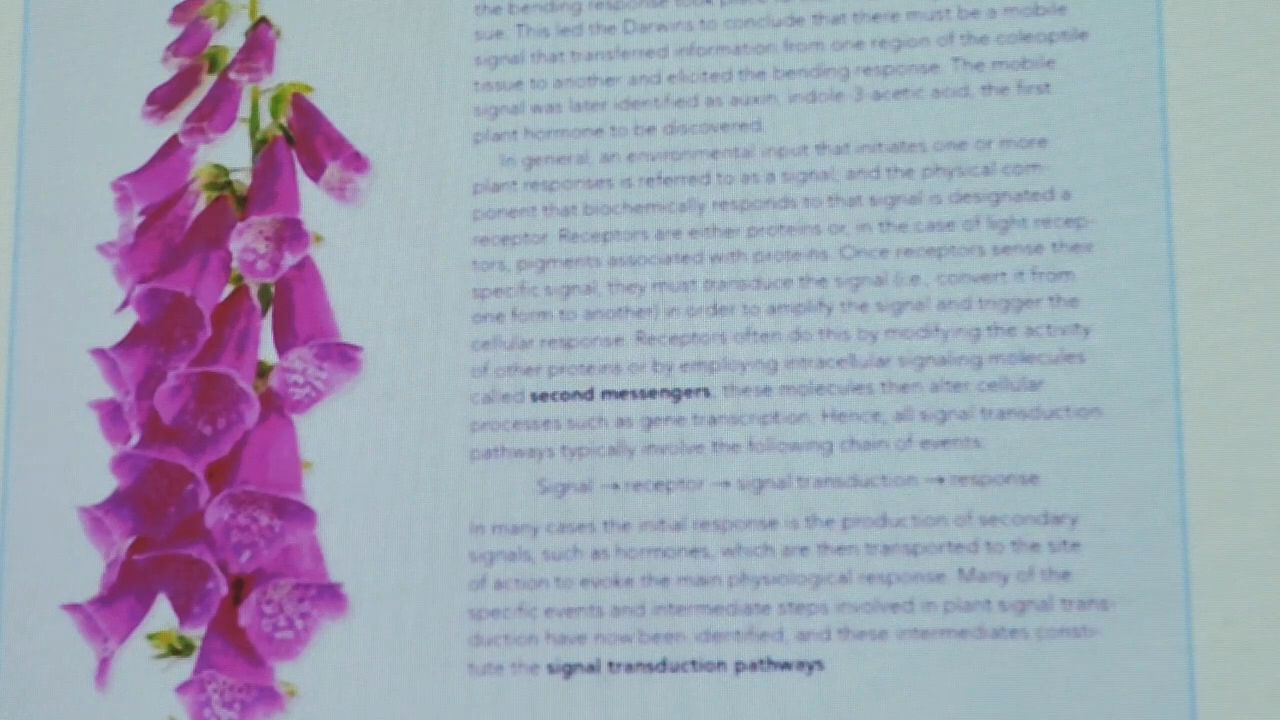 the bending response took place
sue. This led the Darwins to conclude that there must be a mobile
signal that transferred information from one region of the coleoptile
tissue to another and elicited the bending response. The mobile
signal was later identified as auxin, indole-3-acetic acid, the first
plant hormone to be discovered.
In general, an environmental input that initiates one or more
plant responses is referred to as a signal, and the physical com-
ponent that biochemically responds to that signal is designated a
receptor. Receptors are either proteins or, in the case of light recep-
tors, pigments associated with proteins. Once receptors sense their
specific signal, they must transduce the signal (i.e., convert it from
one form to another) in order to amplify the signal and trigger the
cellular response. Receptors often do this by modifying the activity
of other proteins or by employing intracellular signaling molecules
called second messengers; these molecules then alter cellular
processes such as gene transcription. Hence, all signal transduction
pathways typically involve the following chain of events:
Signal → receptor → signal transduction → response
In many cases the initial response is the production of secondary
signals, such as hormones, which are then transported to the site
of action to evoke the main physiological response. Many of the
specific events and intermediate steps involved in plant signal trans-
duction have now been identified, and these intermediates consti-
tute the signal transduction pathways.